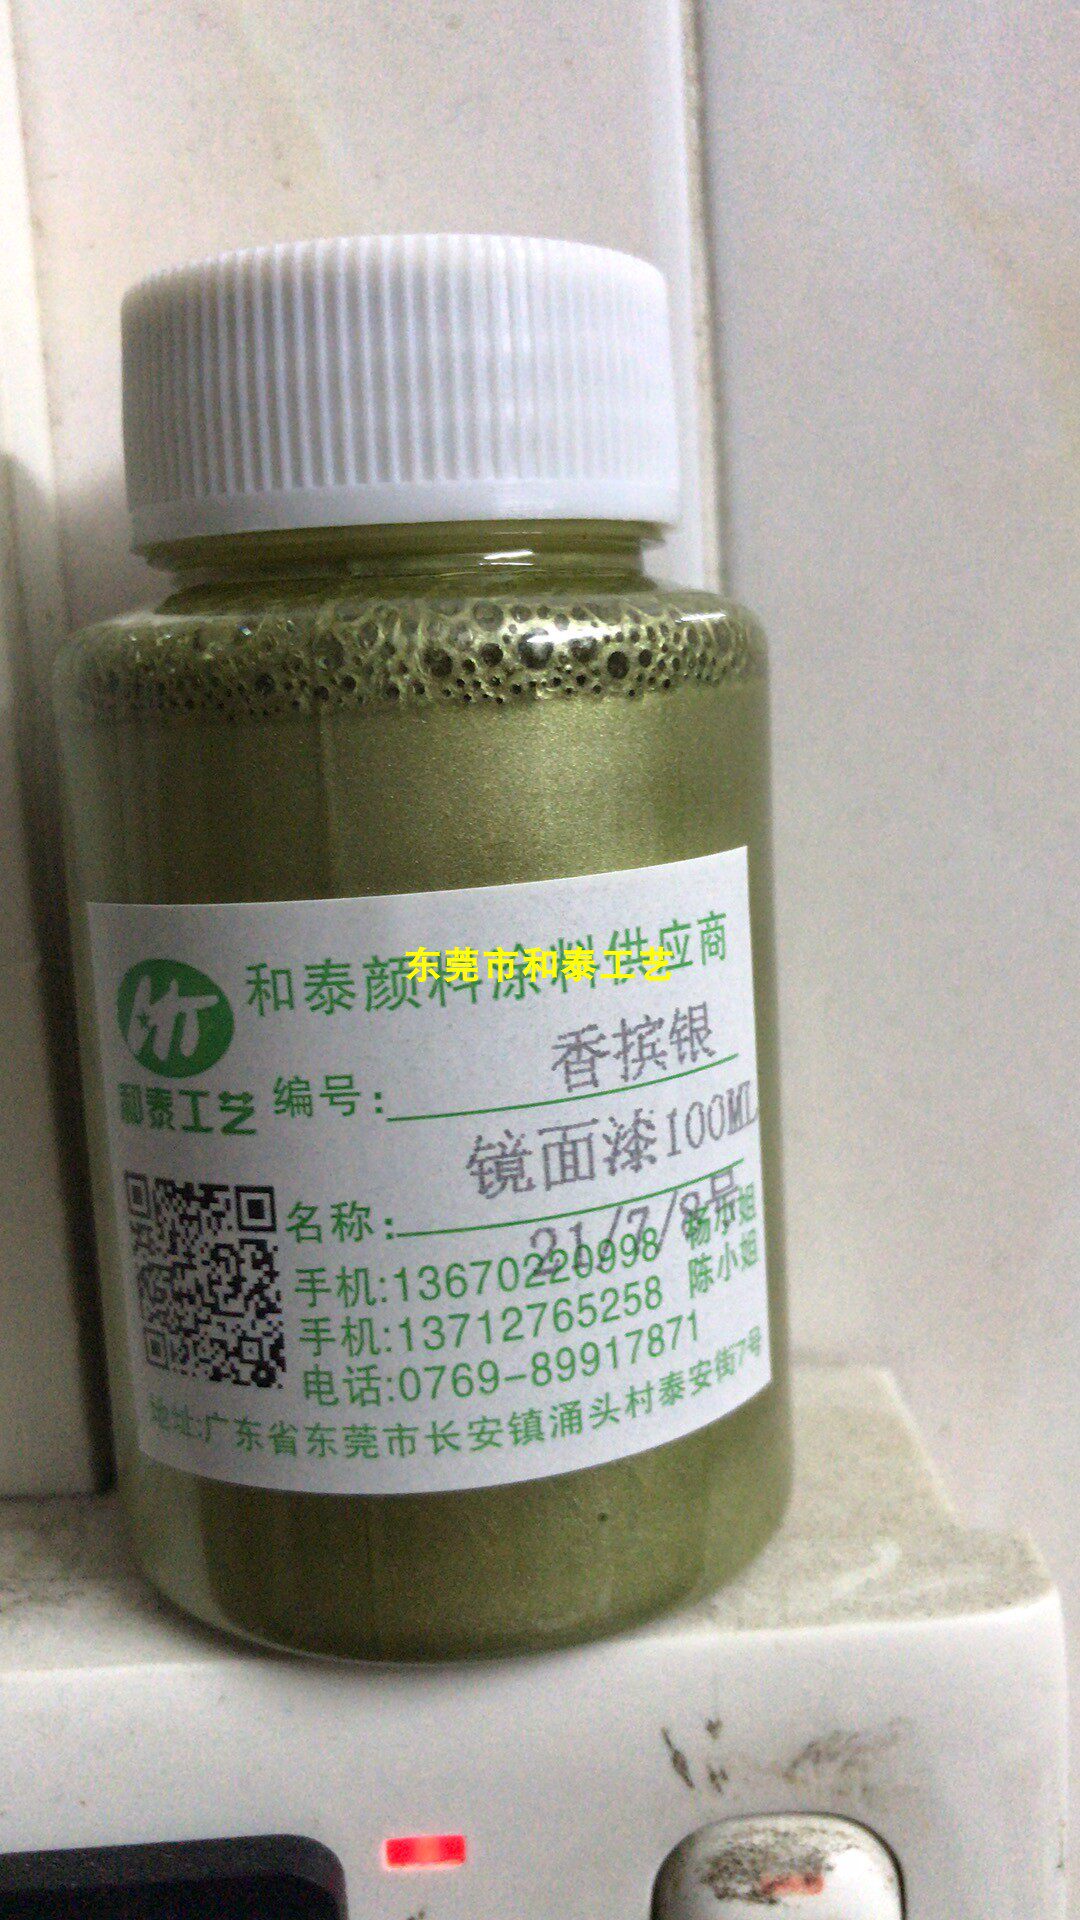 和泰颜料涂料供应商
东莞市和泰工艺
香摈银
和泰工艺
编号:
镜面漆100ML
名称:
21/7/8号
手机:13670220998 杨小姐
手机:13712765258 陈小姐
电话:0769-89917871
地址:广东省东莞市长安镇涌头村泰安街7号